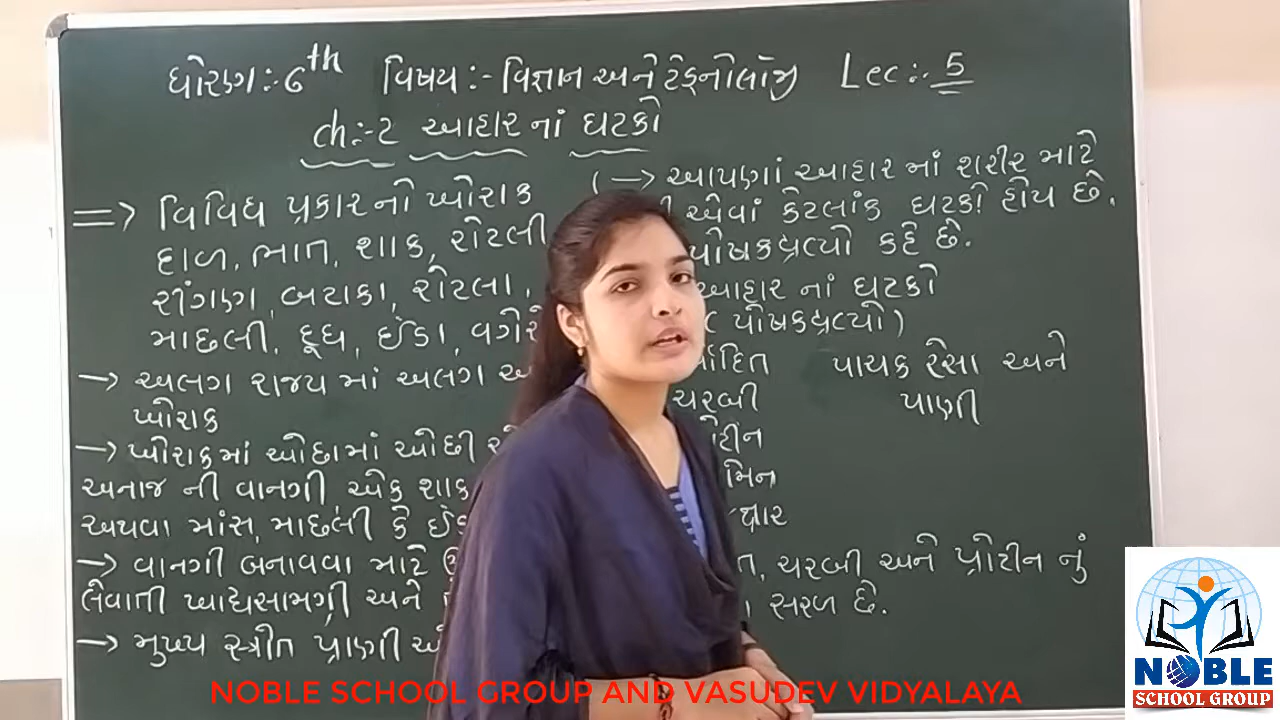 ધોરણ:- 6th વિષય:- વિજ્ઞાન અને ટેકનોલોજી Lec:- 5
ch:-2 આહાર નાં ઘટકો
=> વિવિધ પ્રકાર નો ખોરાક
દાળ, ભાત, શાક, રોટલી
રીંગણ, બટાકા, રોટલા,
માછલી, દૂધ, ઈંડા, વગેરે
-> અલગ રાજ્ય માં અલગ
ખોરાક
-> ખોરાકમાં ઓછામાં ઓછી
અનાજ ની વાનગી એક શાક
અથવા માંસ, માછલી કે
-> વાનગી બનાવવા માટે
લેવાતી ખાદ્યસામગ્રી અને
-> મુખ્ય સ્ત્રોત પ્રાણી
-> આપણાં આહાર માં શરીર માટે
એવાં કેટલાંક ઘટકો હોય છે.
પોષકદ્રવ્યો કહે છે.
આહાર નાં ઘટકો
(પોષકદ્રવ્યો)
પાચક રેસા અને
ચરબી પાણી
ક્ષાર
ચરબી અને પ્રોટીન નું
સરળ છે.
NOBLE SCHOOL GROUP AND VASUDEV VIDYALAYA
NOBLE
SCHOOL GROUP